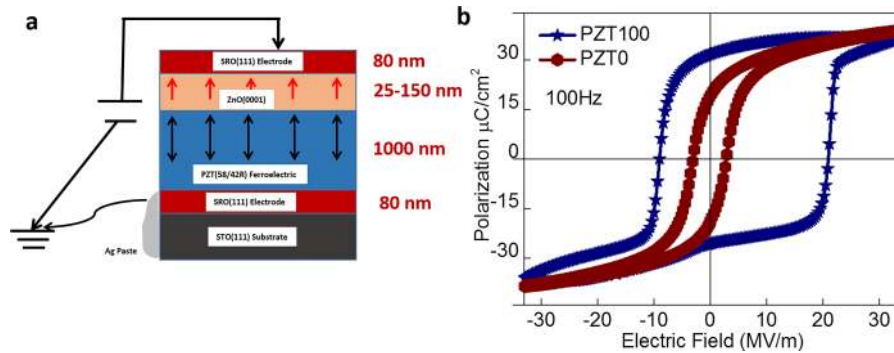 a
SRO(111) Electrode
80 nm
25-150 nm
ZnO(0001)
1000 nm
PZT(58/42R) Ferroelectric
SRO(111) Electrode
80 nm
STO(111) Substrate
Ag Paste
b
PZT100
PZT0
100Hz
Polarization μC/cm²
30
15
0
-15
-30
-30
-20
-10
0
10
20
30
Electric Field (MV/m)